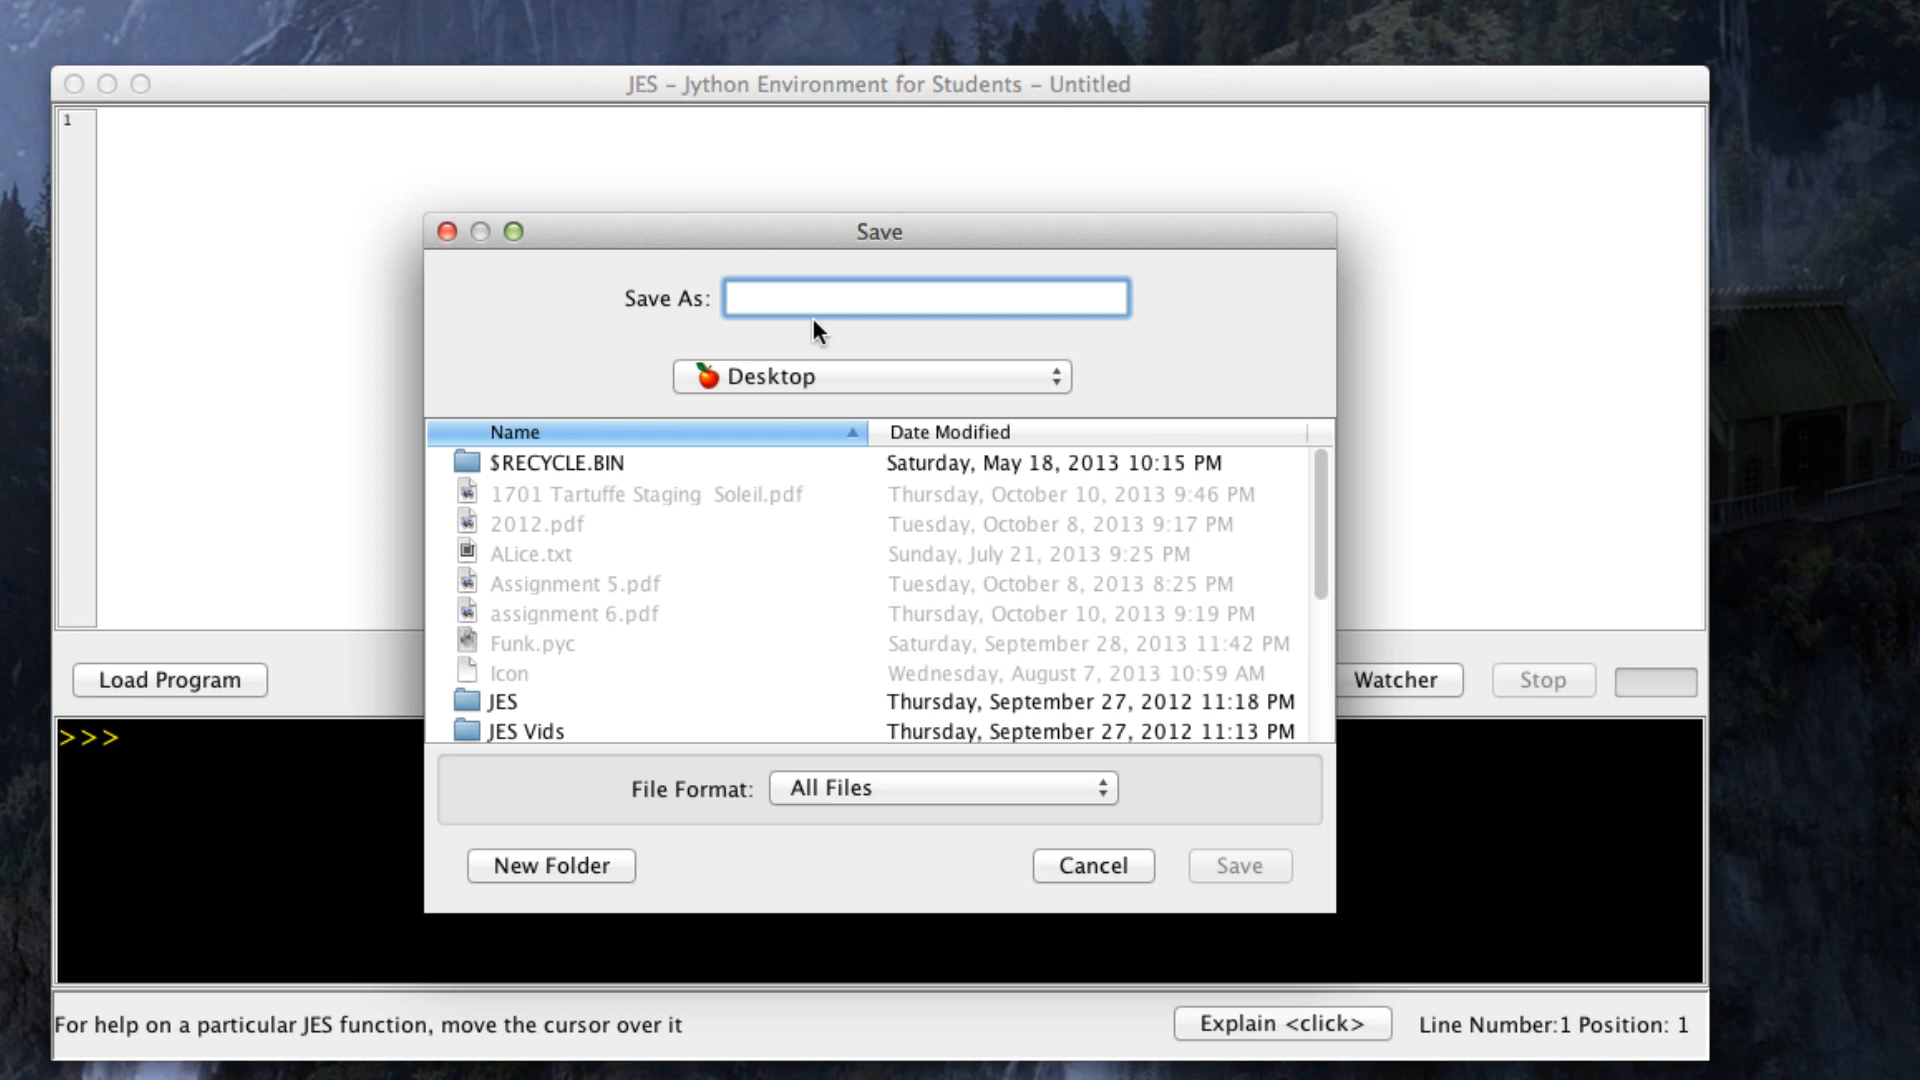 JES – Jython Environment for Students – Untitled
1
Save
Save As:
Desktop
Name Date Modified
$RECYCLE.BIN Saturday, May 18, 2013 10:15 PM
1701 Tartuffe Staging Soleil.pdf Thursday, October 10, 2013 9:46 PM
2012.pdf Tuesday, October 8, 2013 9:17 PM
ALice.txt Sunday, July 21, 2013 9:25 PM
Assignment 5.pdf Tuesday, October 8, 2013 8:25 PM
assignment 6.pdf Thursday, October 10, 2013 9:19 PM
Funk.pyc Saturday, September 28, 2013 11:42 PM
Icon Wednesday, August 7, 2013 10:59 AM
JES Thursday, September 27, 2012 11:18 PM
JES Vids Thursday, September 27, 2012 11:13 PM
Load Program Watcher Stop
>>>
File Format: All Files
New Folder Cancel Save
For help on a particular JES function, move the cursor over it Explain <click> Line Number:1 Position: 1